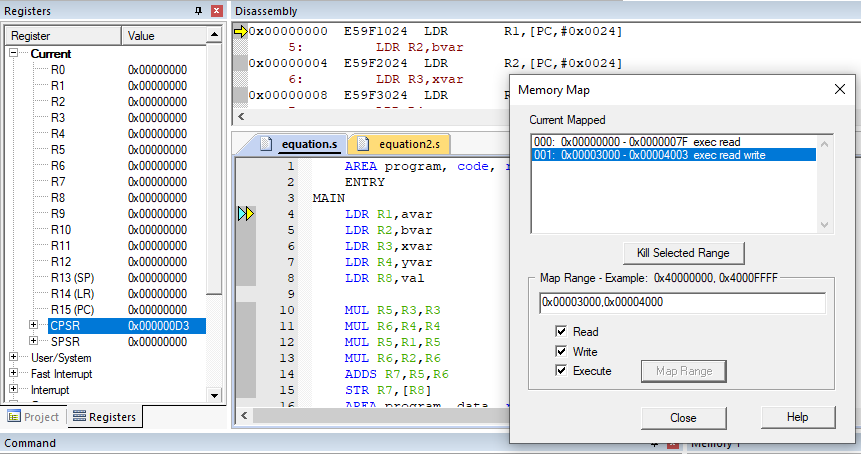 Registers
Register Value
Current
R0 0x00000000
R1 0x00000000
R2 0x00000000
R3 0x00000000
R4 0x00000000
R5 0x00000000
R6 0x00000000
R7 0x00000000
R8 0x00000000
R9 0x00000000
R10 0x00000000
R11 0x00000000
R12 0x00000000
R13 (SP) 0x00000000
R14 (LR) 0x00000000
R15 (PC) 0x00000000
CPSR 0x000000D3
SPSR 0x00000000
User/System
Fast Interrupt
Interrupt
Project Registers
Command
Disassembly
0x00000000 E59F1024 LDR R1,[PC,#0x0024]
5: LDR R2,bvar
0x00000004 E59F2024 LDR R2,[PC,#0x0024]
6: LDR R3,xvar
0x00000008 E59F3024 LDR
equation.s equation2.s
1 AREA program, code,
2 ENTRY
3 MAIN
4 LDR R1,avar
5 LDR R2,bvar
6 LDR R3,xvar
7 LDR R4,yvar
8 LDR R8,val
9
10 MUL R5,R3,R3
11 MUL R6,R4,R4
12 MUL R5,R1,R5
13 MUL R6,R2,R6
14 ADDS R7,R5,R6
15 STR R7,[R8]
16 AREA program, data,
Memory Map
Current Mapped
000: 0x00000000 - 0x0000007F exec read
001: 0x00003000 - 0x00004003 exec read write
Kill Selected Range
Map Range - Example: 0x40000000, 0x4000FFFF
0x00003000,0x00004000
Read
Write
Execute Map Range
Close Help
Memory 1